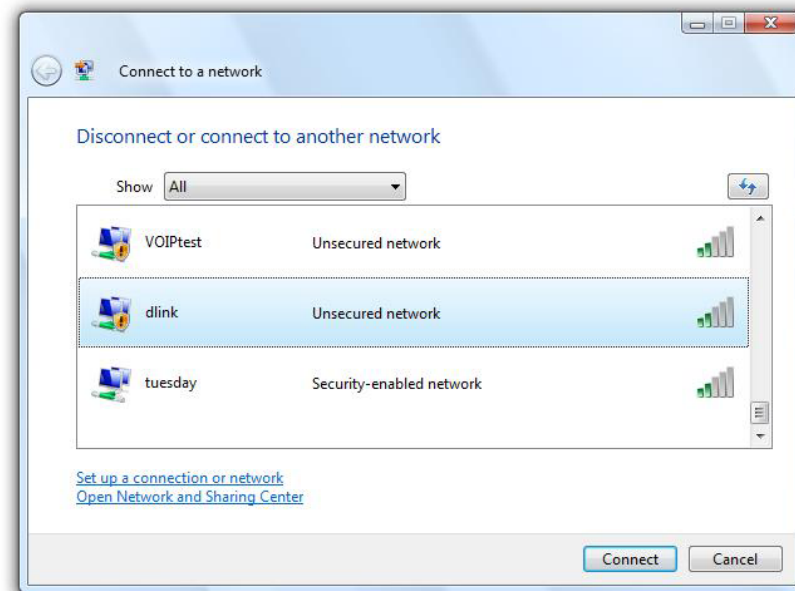 Connect to a network
Disconnect or connect to another network
Show All
VOIPtest Unsecured network
dlink Unsecured network
tuesday Security-enabled network
Set up a connection or network
Open Network and Sharing Center
Connect Cancel